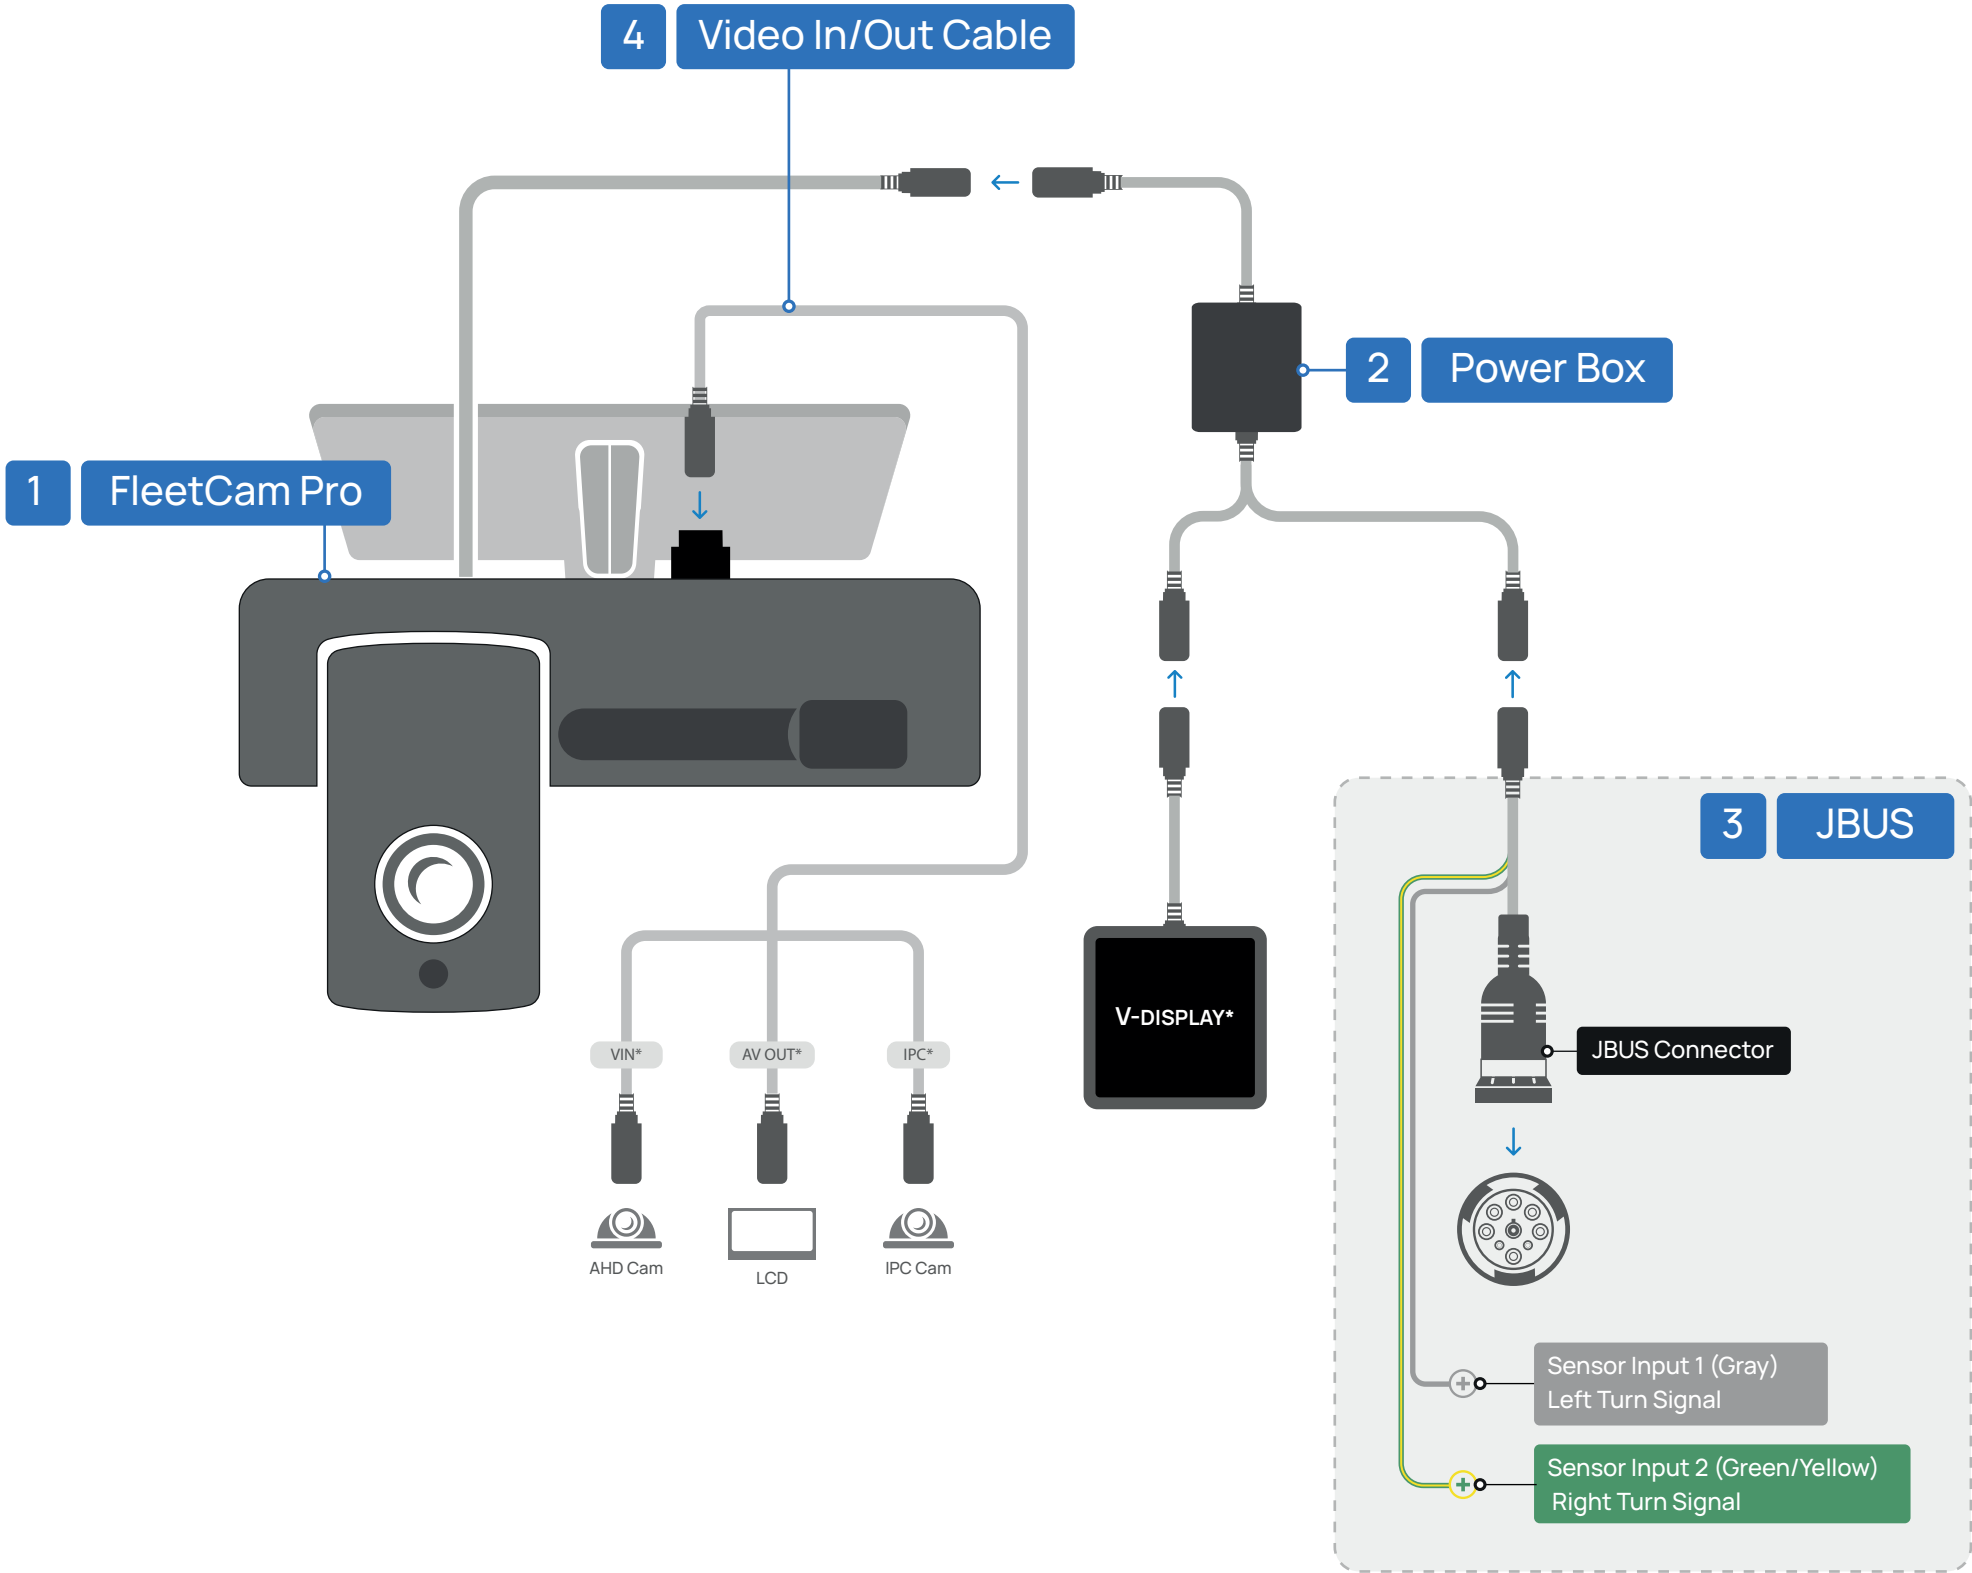 4 Video In/Out Cable
2 Power Box
1 FleetCam Pro
3 JBUS
V-DISPLAY*
JBUS Connector
VIN* AV OUT* IPC*
AHD Cam LCD IPC Cam
Sensor Input 1 (Gray)
Left Turn Signal
Sensor Input 2 (Green/Yellow)
Right Turn Signal